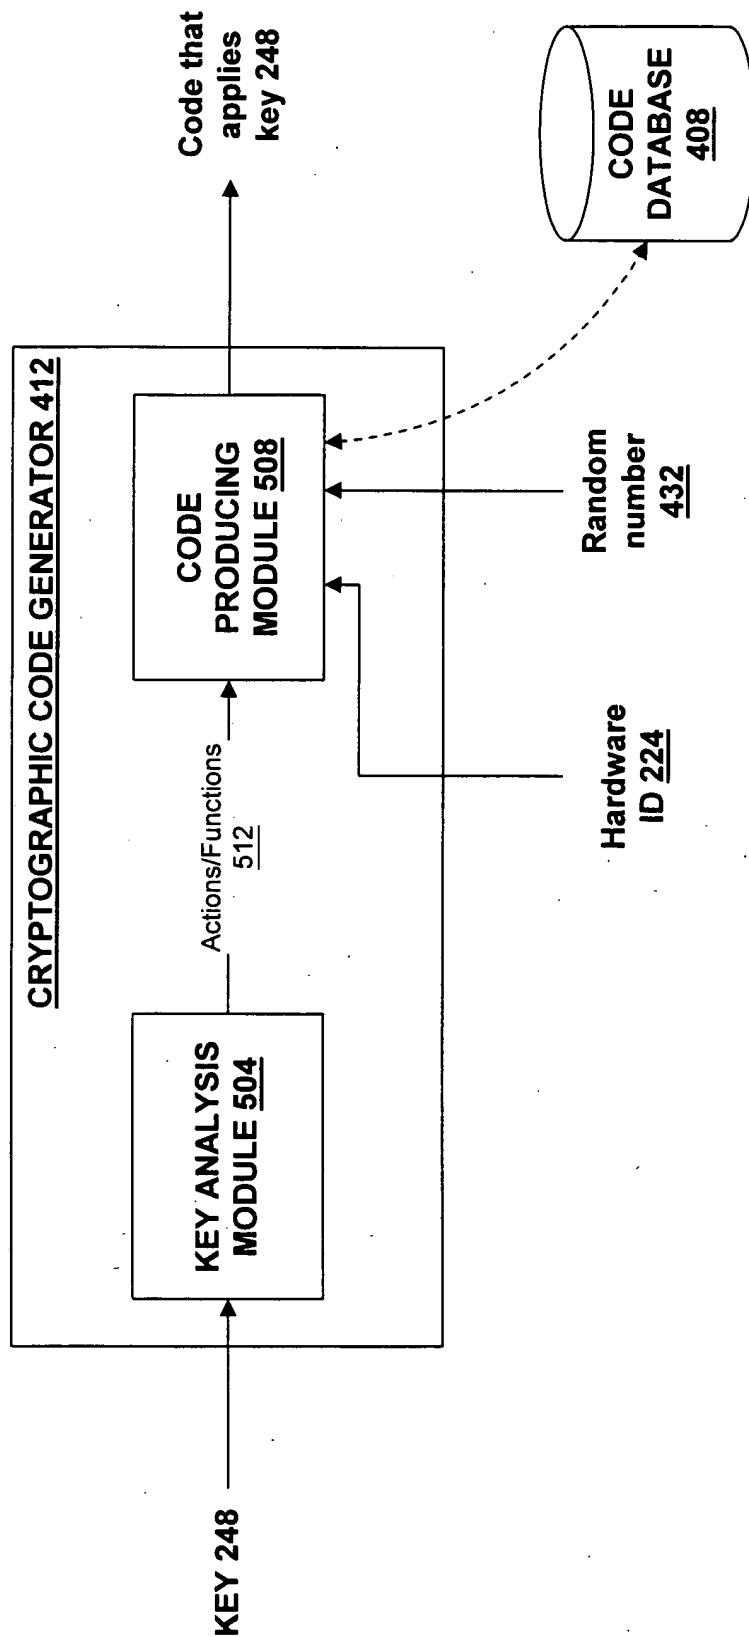 CRYPTOGRAPHIC CODE GENERATOR 412
KEY 248
KEY ANALYSIS
MODULE 504
Actions/Functions
512
CODE
PRODUCING
MODULE 508
Code that
applies
key 248
Hardware
ID 224
Random
number
432
CODE
DATABASE
408